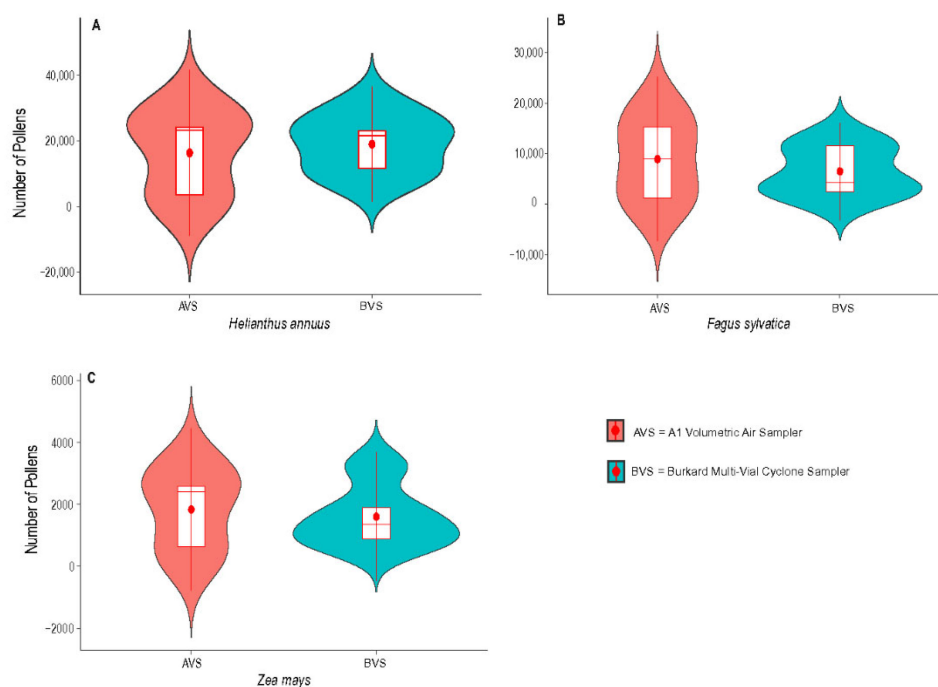 A
40,000
20,000
0
−20,000
Number of Pollens
AVS
BVS
Helianthus annuus
B
30,000
20,000
10,000
0
−10,000
AVS
BVS
Fagus sylvatica
C
6000
4000
2000
0
−2000
Number of Pollens
AVS
BVS
Zea mays
AVS = A1 Volumetric Air Sampler
BVS = Burkard Multi-Vial Cyclone Sampler